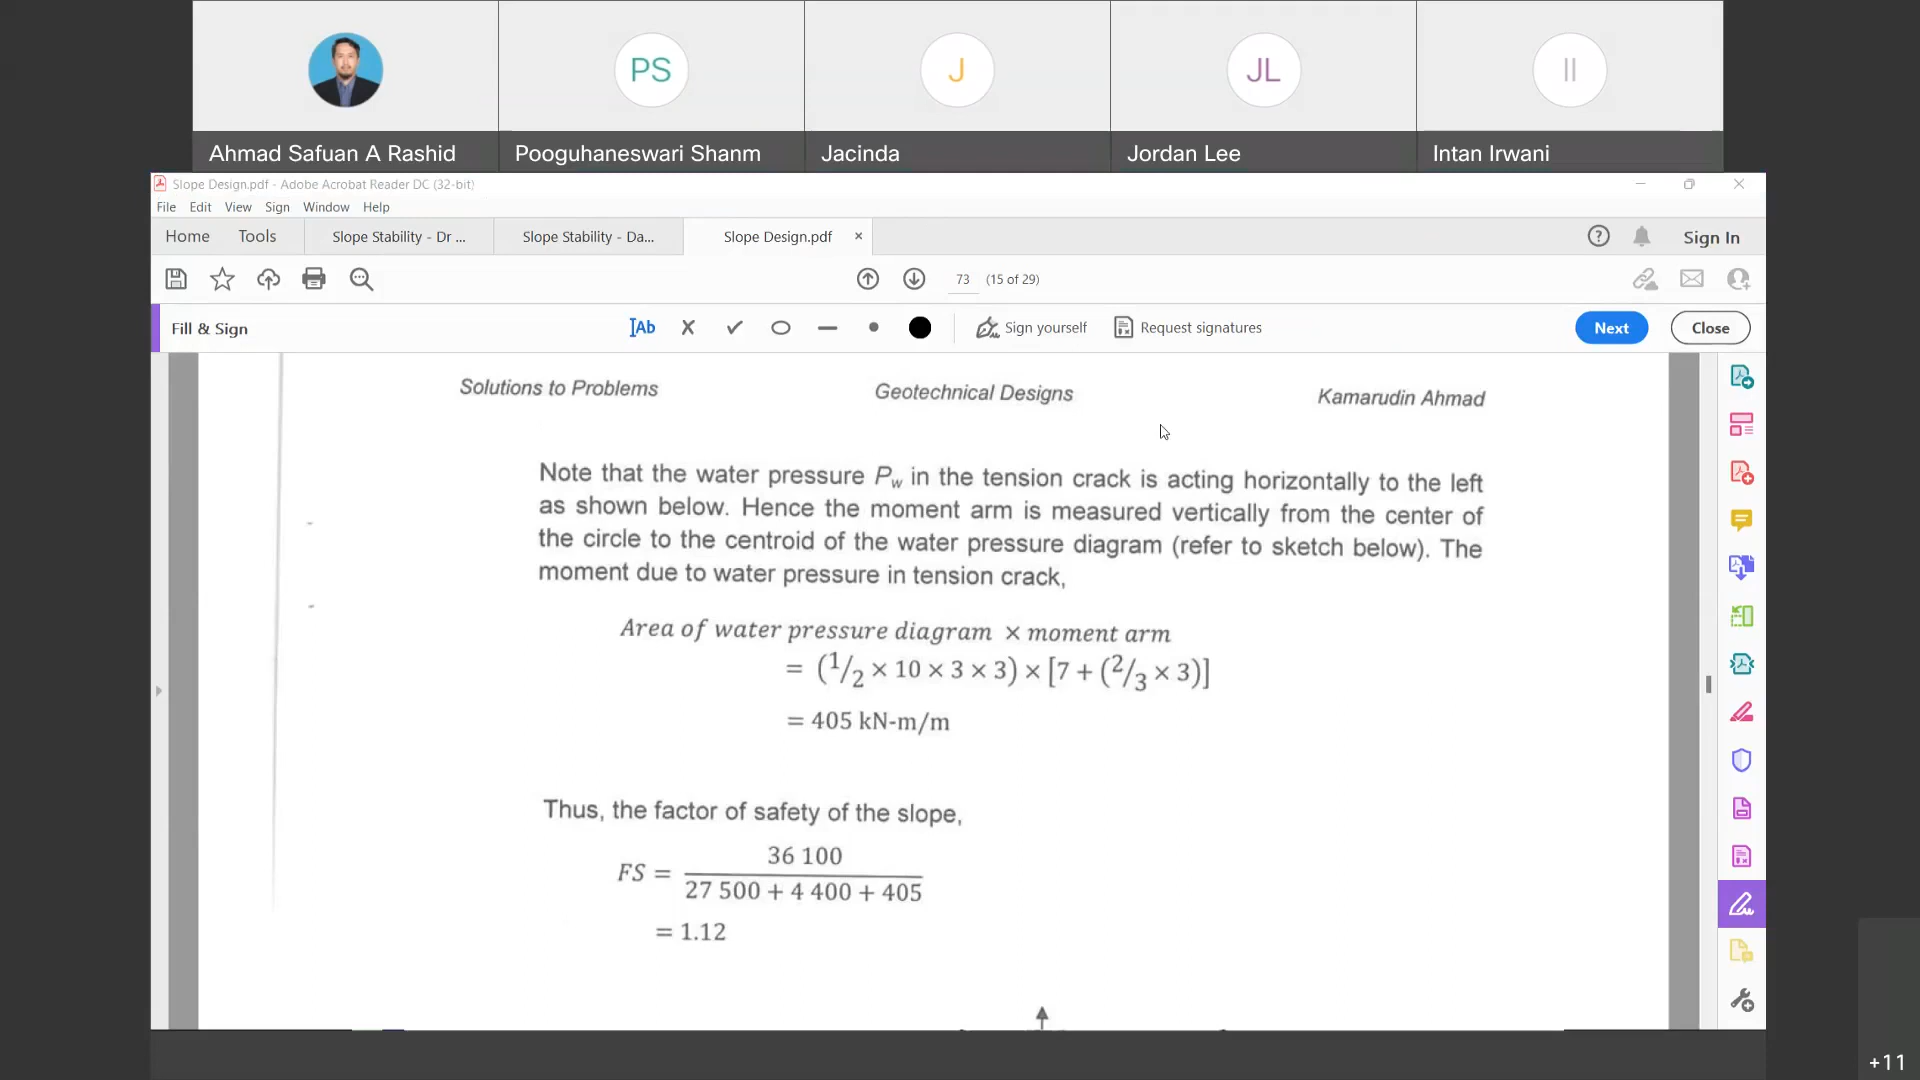 PS
J
JL
II
Ahmad Safuan A Rashid
Pooguhaneswari Shanm
Jacinda
Jordan Lee
Intan Irwani
Slope Design.pdf - Adobe Acrobat Reader DC (32-bit)
File Edit View Sign Window Help
Home Tools Slope Stability - Dr ... Slope Stability - Da... Slope Design.pdf × Sign In
73 (15 of 29)
Fill & Sign Ab Sign yourself Request signatures Next Close
Solutions to Problems Geotechnical Designs Kamarudin Ahmad
Note that the water pressure P_w in the tension crack is acting horizontally to the left
as shown below. Hence the moment arm is measured vertically from the center of
the circle to the centroid of the water pressure diagram (refer to sketch below). The
moment due to water pressure in tension crack,
Area of water pressure diagram × moment arm
= (1/2 × 10 × 3 × 3) × [7 + (2/3 × 3)]
= 405 kN-m/m
Thus, the factor of safety of the slope,
FS = 36 100 / 27 500 + 4 400 + 405
= 1.12
+11